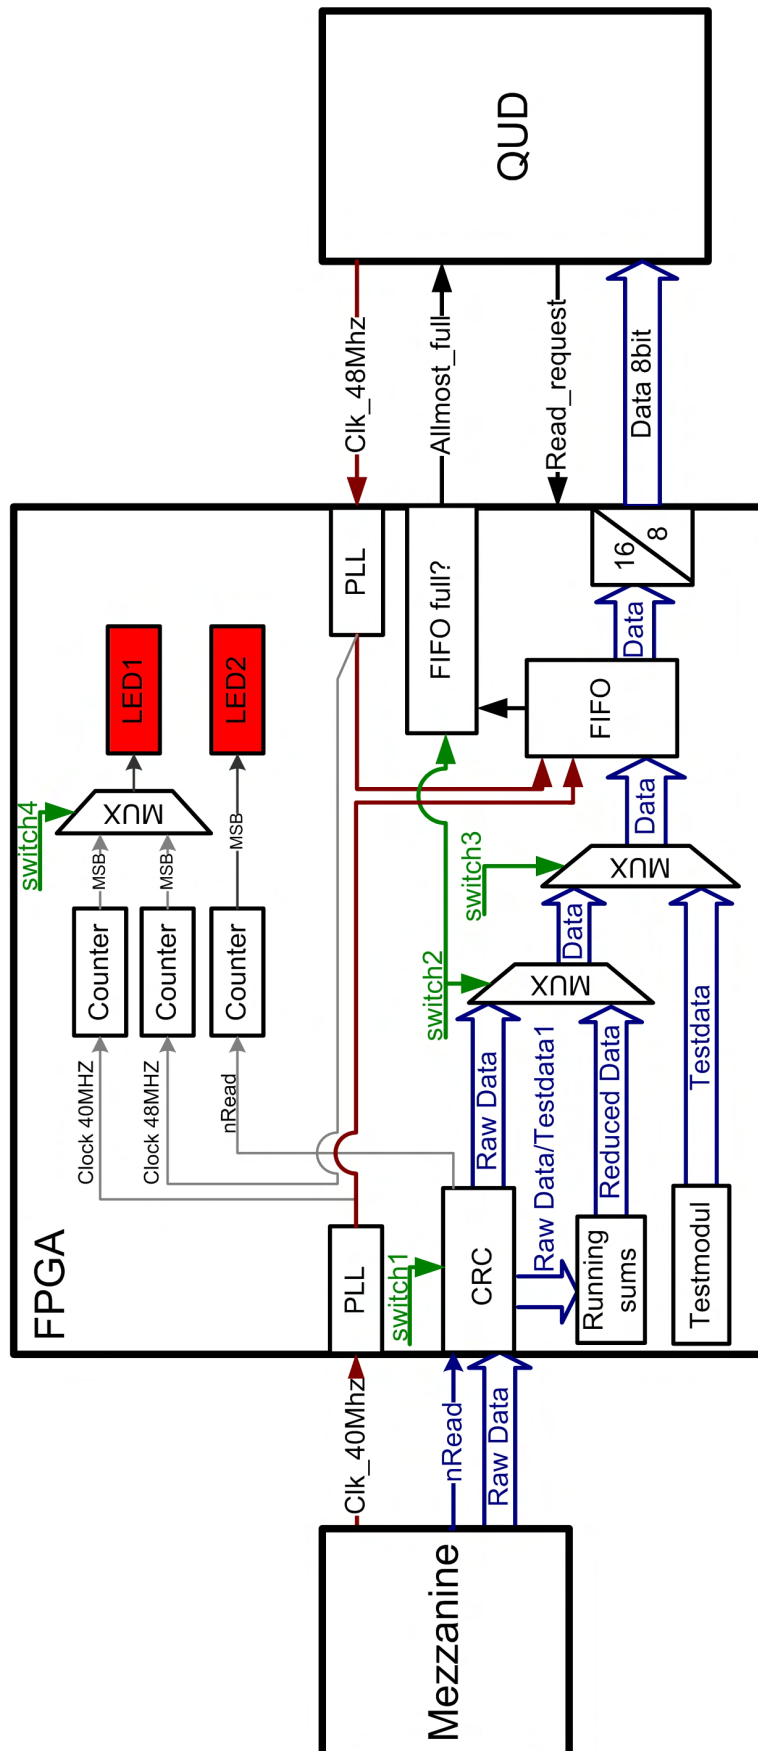 FPGA
Mezzanine
Clk_40Mhz
nRead
Raw Data
PLL
switch1
CRC
Running
sums
Testmodul
Clock 40MHZ
Clock 48MHZ
nRead
Raw Data
Raw Data/Testdata1
Reduced Data
Testdata
Counter
Counter
Counter
MSB
MSB
MSB
switch4
MUX
LED1
LED2
switch2
MUX
Data
switch3
MUX
Data
FIFO
FIFO full?
PLL
Data
16
8
Clk_48Mhz
Allmost_full
Read_request
Data 8bit
QUD